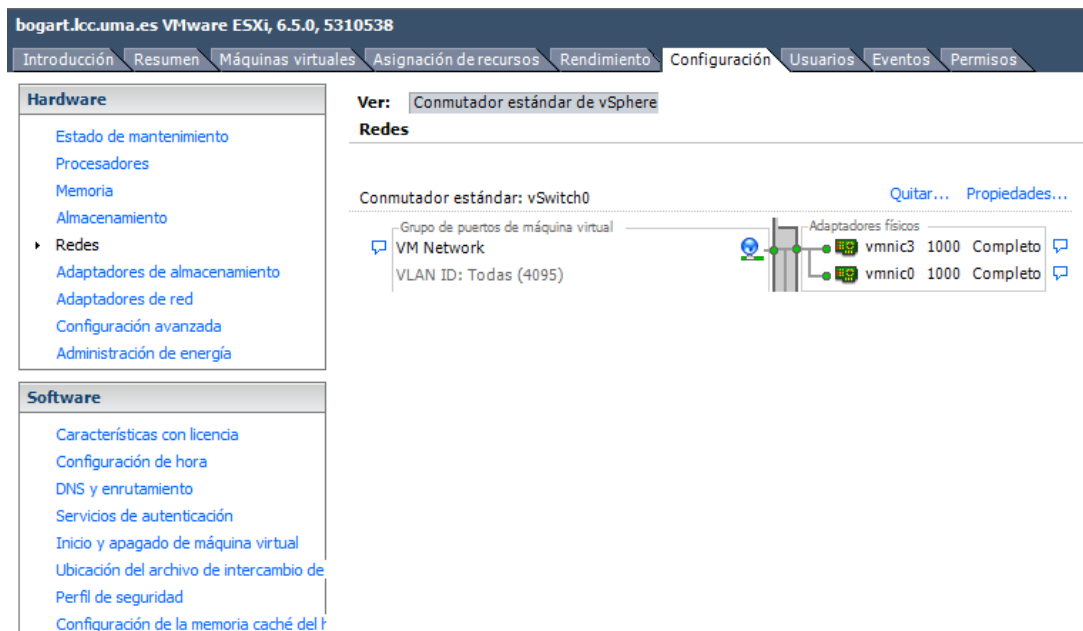 bogart.lcc.uma.es VMware ESXi, 6.5.0, 5310538
Introducción Resumen Máquinas virtuales Asignación de recursos Rendimiento Configuración Usuarios Eventos Permisos
Hardware
Estado de mantenimiento
Procesadores
Memoria
Almacenamiento
Redes
Adaptadores de almacenamiento
Adaptadores de red
Configuración avanzada
Administración de energía
Software
Características con licencia
Configuración de hora
DNS y enrutamiento
Servicios de autenticación
Inicio y apagado de máquina virtual
Ubicación del archivo de intercambio de
Perfil de seguridad
Configuración de la memoria caché del h
Ver: Conmutador estándar de vSphere
Redes
Conmutador estándar: vSwitch0 Quitar... Propiedades...
Grupo de puertos de máquina virtual
VM Network
VLAN ID: Todas (4095)
Adaptadores físicos
vmnic3 1000 Completo
vmnic0 1000 Completo